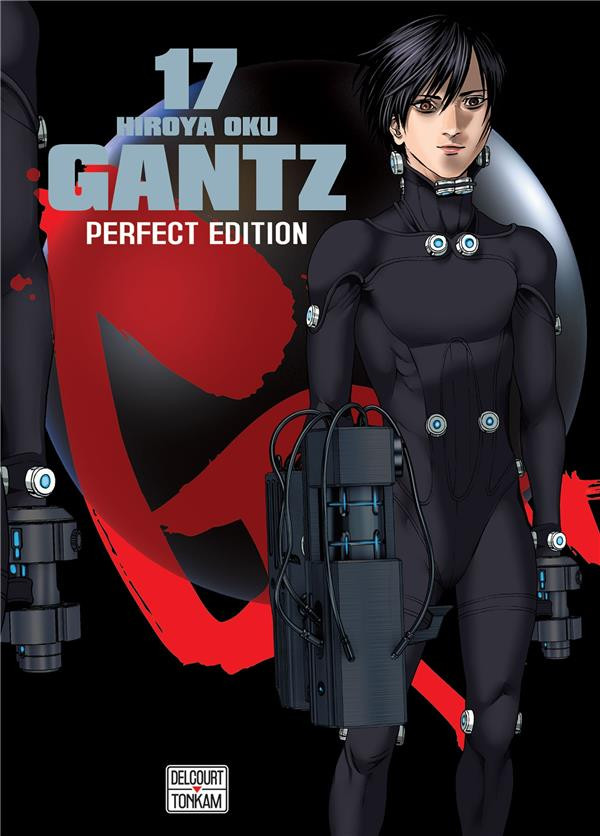 17
HIROYA OKU
GANTZ
PERFECT EDITION
DELCOURT
TONKAM